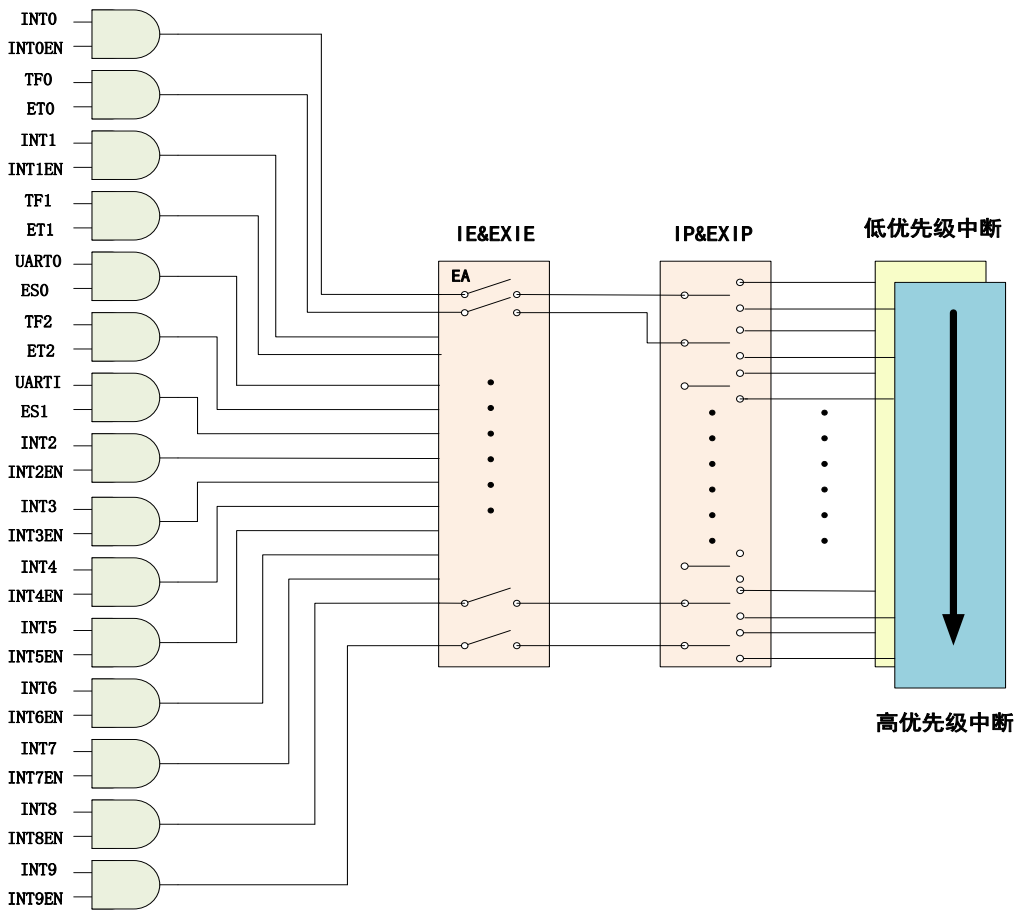 INT0
INT0EN
TF0
ET0
INT1
INT1EN
TF1
ET1
UART0
ES0
TF2
ET2
UARTI
ES1
INT2
INT2EN
INT3
INT3EN
INT4
INT4EN
INT5
INT5EN
INT6
INT6EN
INT7
INT7EN
INT8
INT8EN
INT9
INT9EN
IE&EXIE
EA
IP&EXIP
低优先级中断
高优先级中断